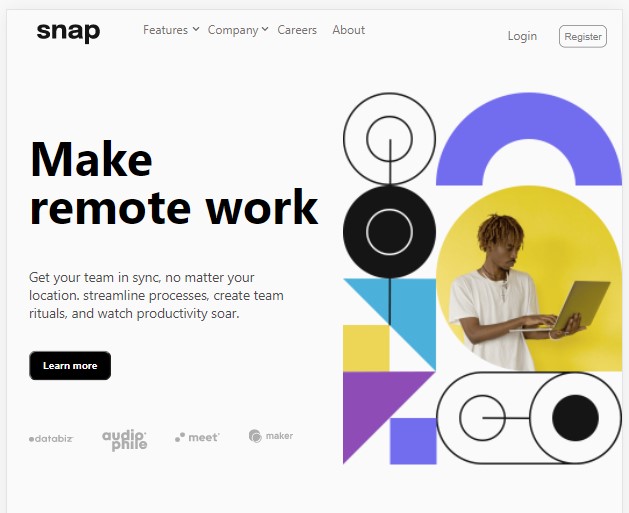 snap
Features Company Careers About
Login Register
Make
remote work
Get your team in sync, no matter your
location. streamline processes, create team
rituals, and watch productivity soar.
Learn more
databiz audiophile meet maker